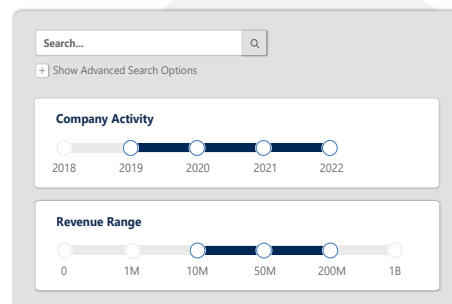 Search...
+ Show Advanced Search Options
Company Activity
2018 2019 2020 2021 2022
Revenue Range
0 1M 10M 50M 200M 1B